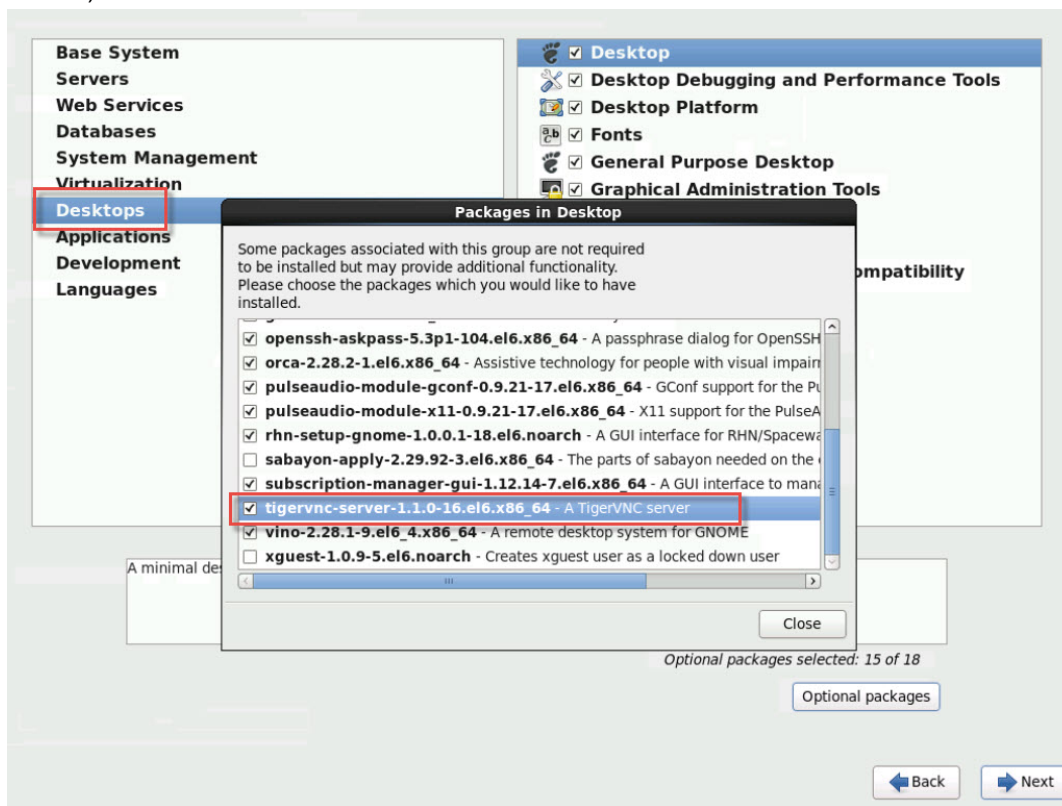 Base System
Servers
Web Services
Databases
System Management
Virtualization
Desktops
Applications
Development
Languages
Desktop
Desktop Debugging and Performance Tools
Desktop Platform
Fonts
General Purpose Desktop
Graphical Administration Tools
ompatibility
Packages in Desktop
Some packages associated with this group are not required
to be installed but may provide additional functionality.
Please choose the packages which you would like to have
installed.
openssh-askpass-5.3p1-104.el6.x86_64 - A passphrase dialog for OpenSSH
orca-2.28.2-1.el6.x86_64 - Assistive technology for people with visual impairm
pulseaudio-module-gconf-0.9.21-17.el6.x86_64 - GConf support for the Pu
pulseaudio-module-x11-0.9.21-17.el6.x86_64 - X11 support for the PulseA
rhn-setup-gnome-1.0.0.1-18.el6.noarch - A GUI interface for RHN/Spacewa
sabayon-apply-2.29.92-3.el6.x86_64 - The parts of sabayon needed on the
subscription-manager-gui-1.12.14-7.el6.x86_64 - A GUI interface to mana
tigervnc-server-1.1.0-16.el6.x86_64 - A TigerVNC server
vino-2.28.1-9.el6_4.x86_64 - A remote desktop system for GNOME
xguest-1.0.9-5.el6.noarch - Creates xguest user as a locked down user
Close
A minimal des
Optional packages selected: 15 of 18
Optional packages
Back
Next